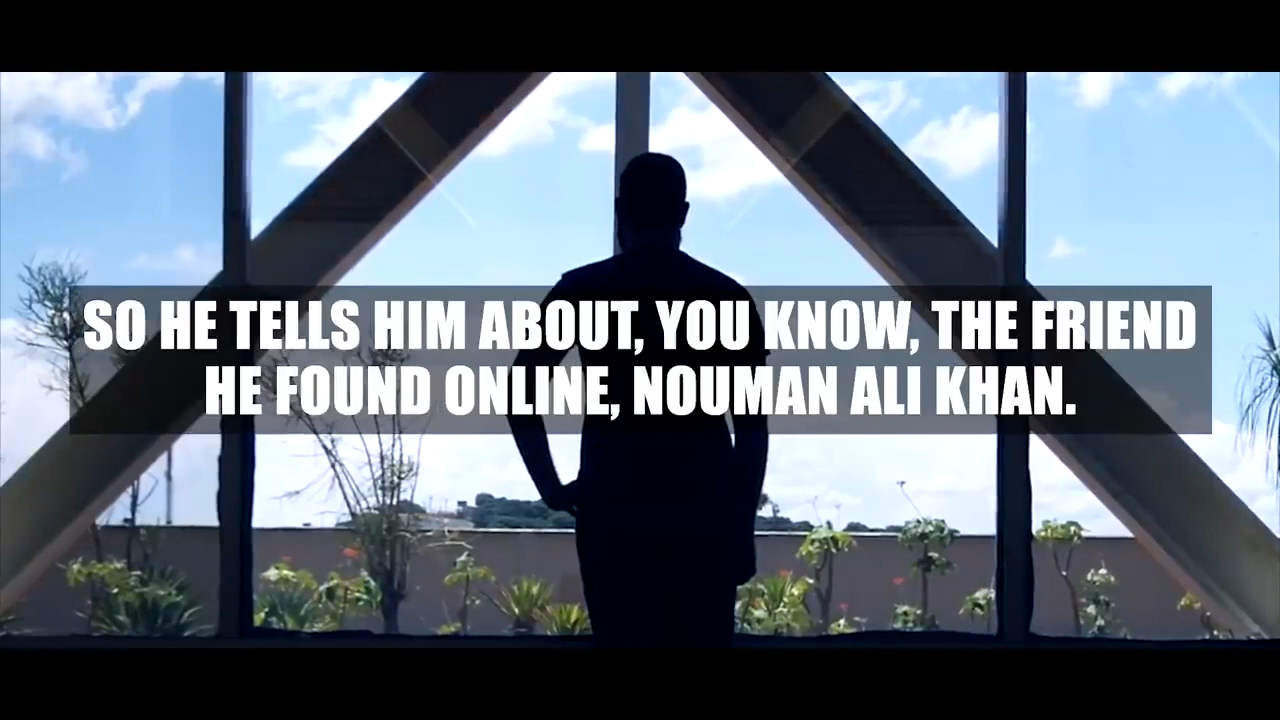 SO HE TELLS HIM ABOUT, YOU KNOW, THE FRIEND
HE FOUND ONLINE, NOUMAN ALI KHAN.